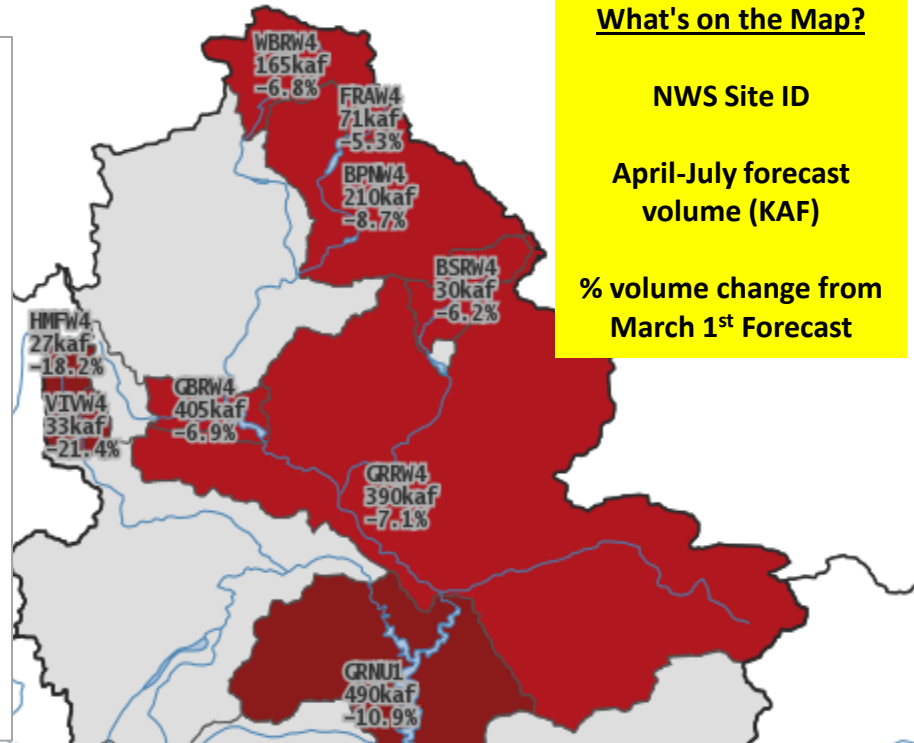 What's on the Map?
NWS Site ID
April-July forecast
volume (KAF)
% volume change from
March 1st Forecast
WBRW4
165kaf
-6.8%
FRAW4
71kaf
-5.3%
BPNW4
210kaf
-8.7%
BSRW4
30kaf
-6.2%
HMFW4
27kaf
-18.2%
VIVW4
33kaf
-21.4%
GBRW4
405kaf
-6.9%
GRRW4
390kaf
-7.1%
GRNU1
490kaf
-10.9%